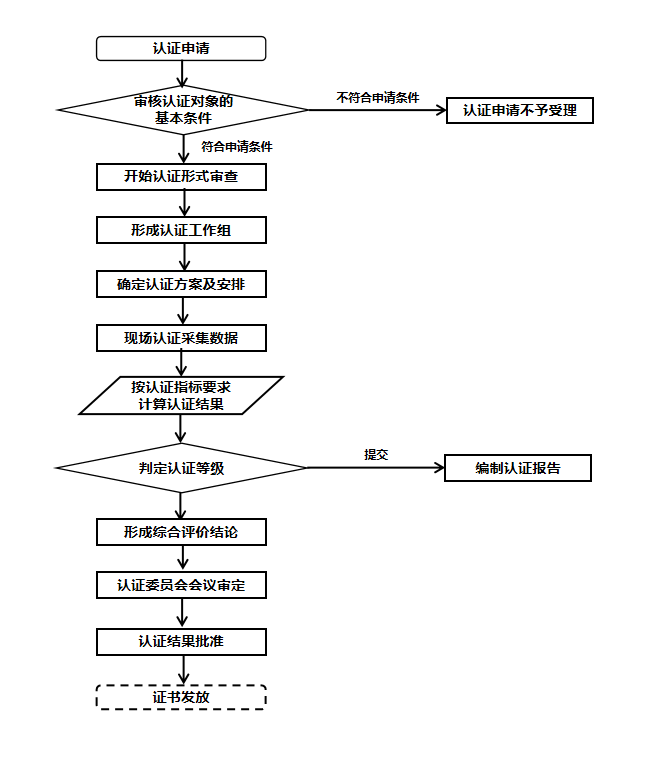 认证申请
审核认证对象的
基本条件
不符合申请条件
认证申请不予受理
符合申请条件
开始认证形式审查
形成认证工作组
确定认证方案及安排
现场认证采集数据
按认证指标要求
计算认证结果
判定认证等级
提交
编制认证报告
形成综合评价结论
认证委员会会议审定
认证结果批准
证书发放